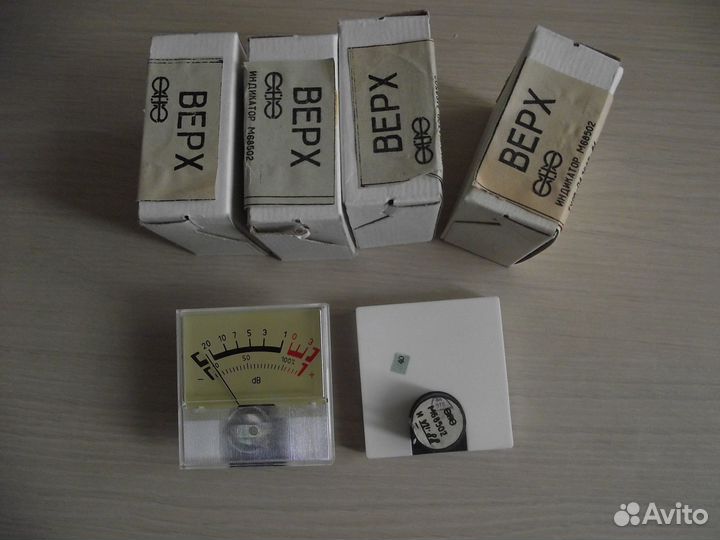 ВЕРХ
ВЕРХ
ИНДИКАТОР М68502
ВЕРХ
ВЕРХ
ИНДИКАТОР М68502
20 10 7 5 3 1 0 3
0 50 100%
- +
dB
М68502
Avito